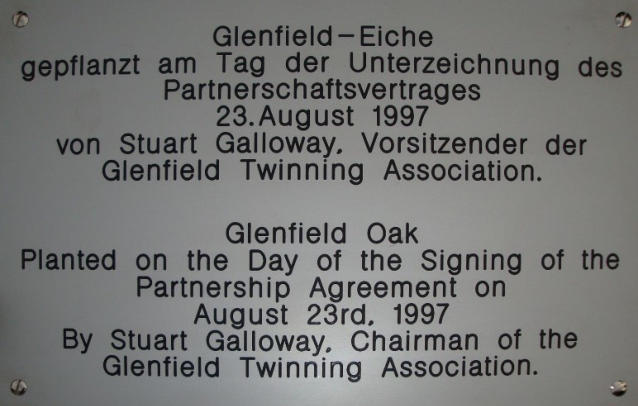 Glenfield-Eiche
gepflanzt am Tag der Unterzeichnung des
Partnerschaftsvertrages
23.August 1997
von Stuart Galloway, Vorsitzender der
Glenfield Twinning Association.
Glenfield Oak
Planted on the Day of the Signing of the
Partnership Agreement on
August 23rd, 1997
By Stuart Galloway, Chairman of the
Glenfield Twinning Association.